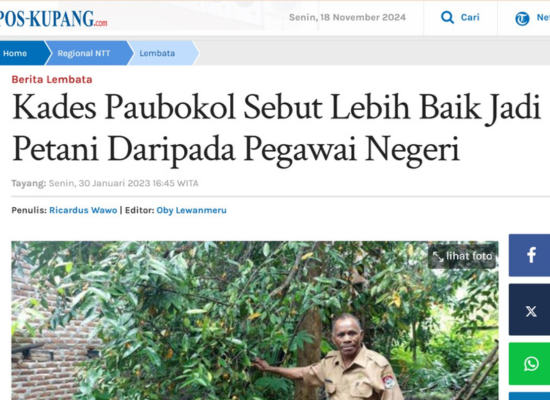 POS-KUPANG.com
Senin, 18 November 2024
Cari
Net
Home
Regional NTT
Lembata
Berita Lembata
Kades Paubokol Sebut Lebih Baik Jadi
Petani Daripada Pegawai Negeri
Tayang: Senin, 30 Januari 2023 16:45 WITA
Penulis: Ricardus Wawo | Editor: Oby Lewanmeru
lihat foto